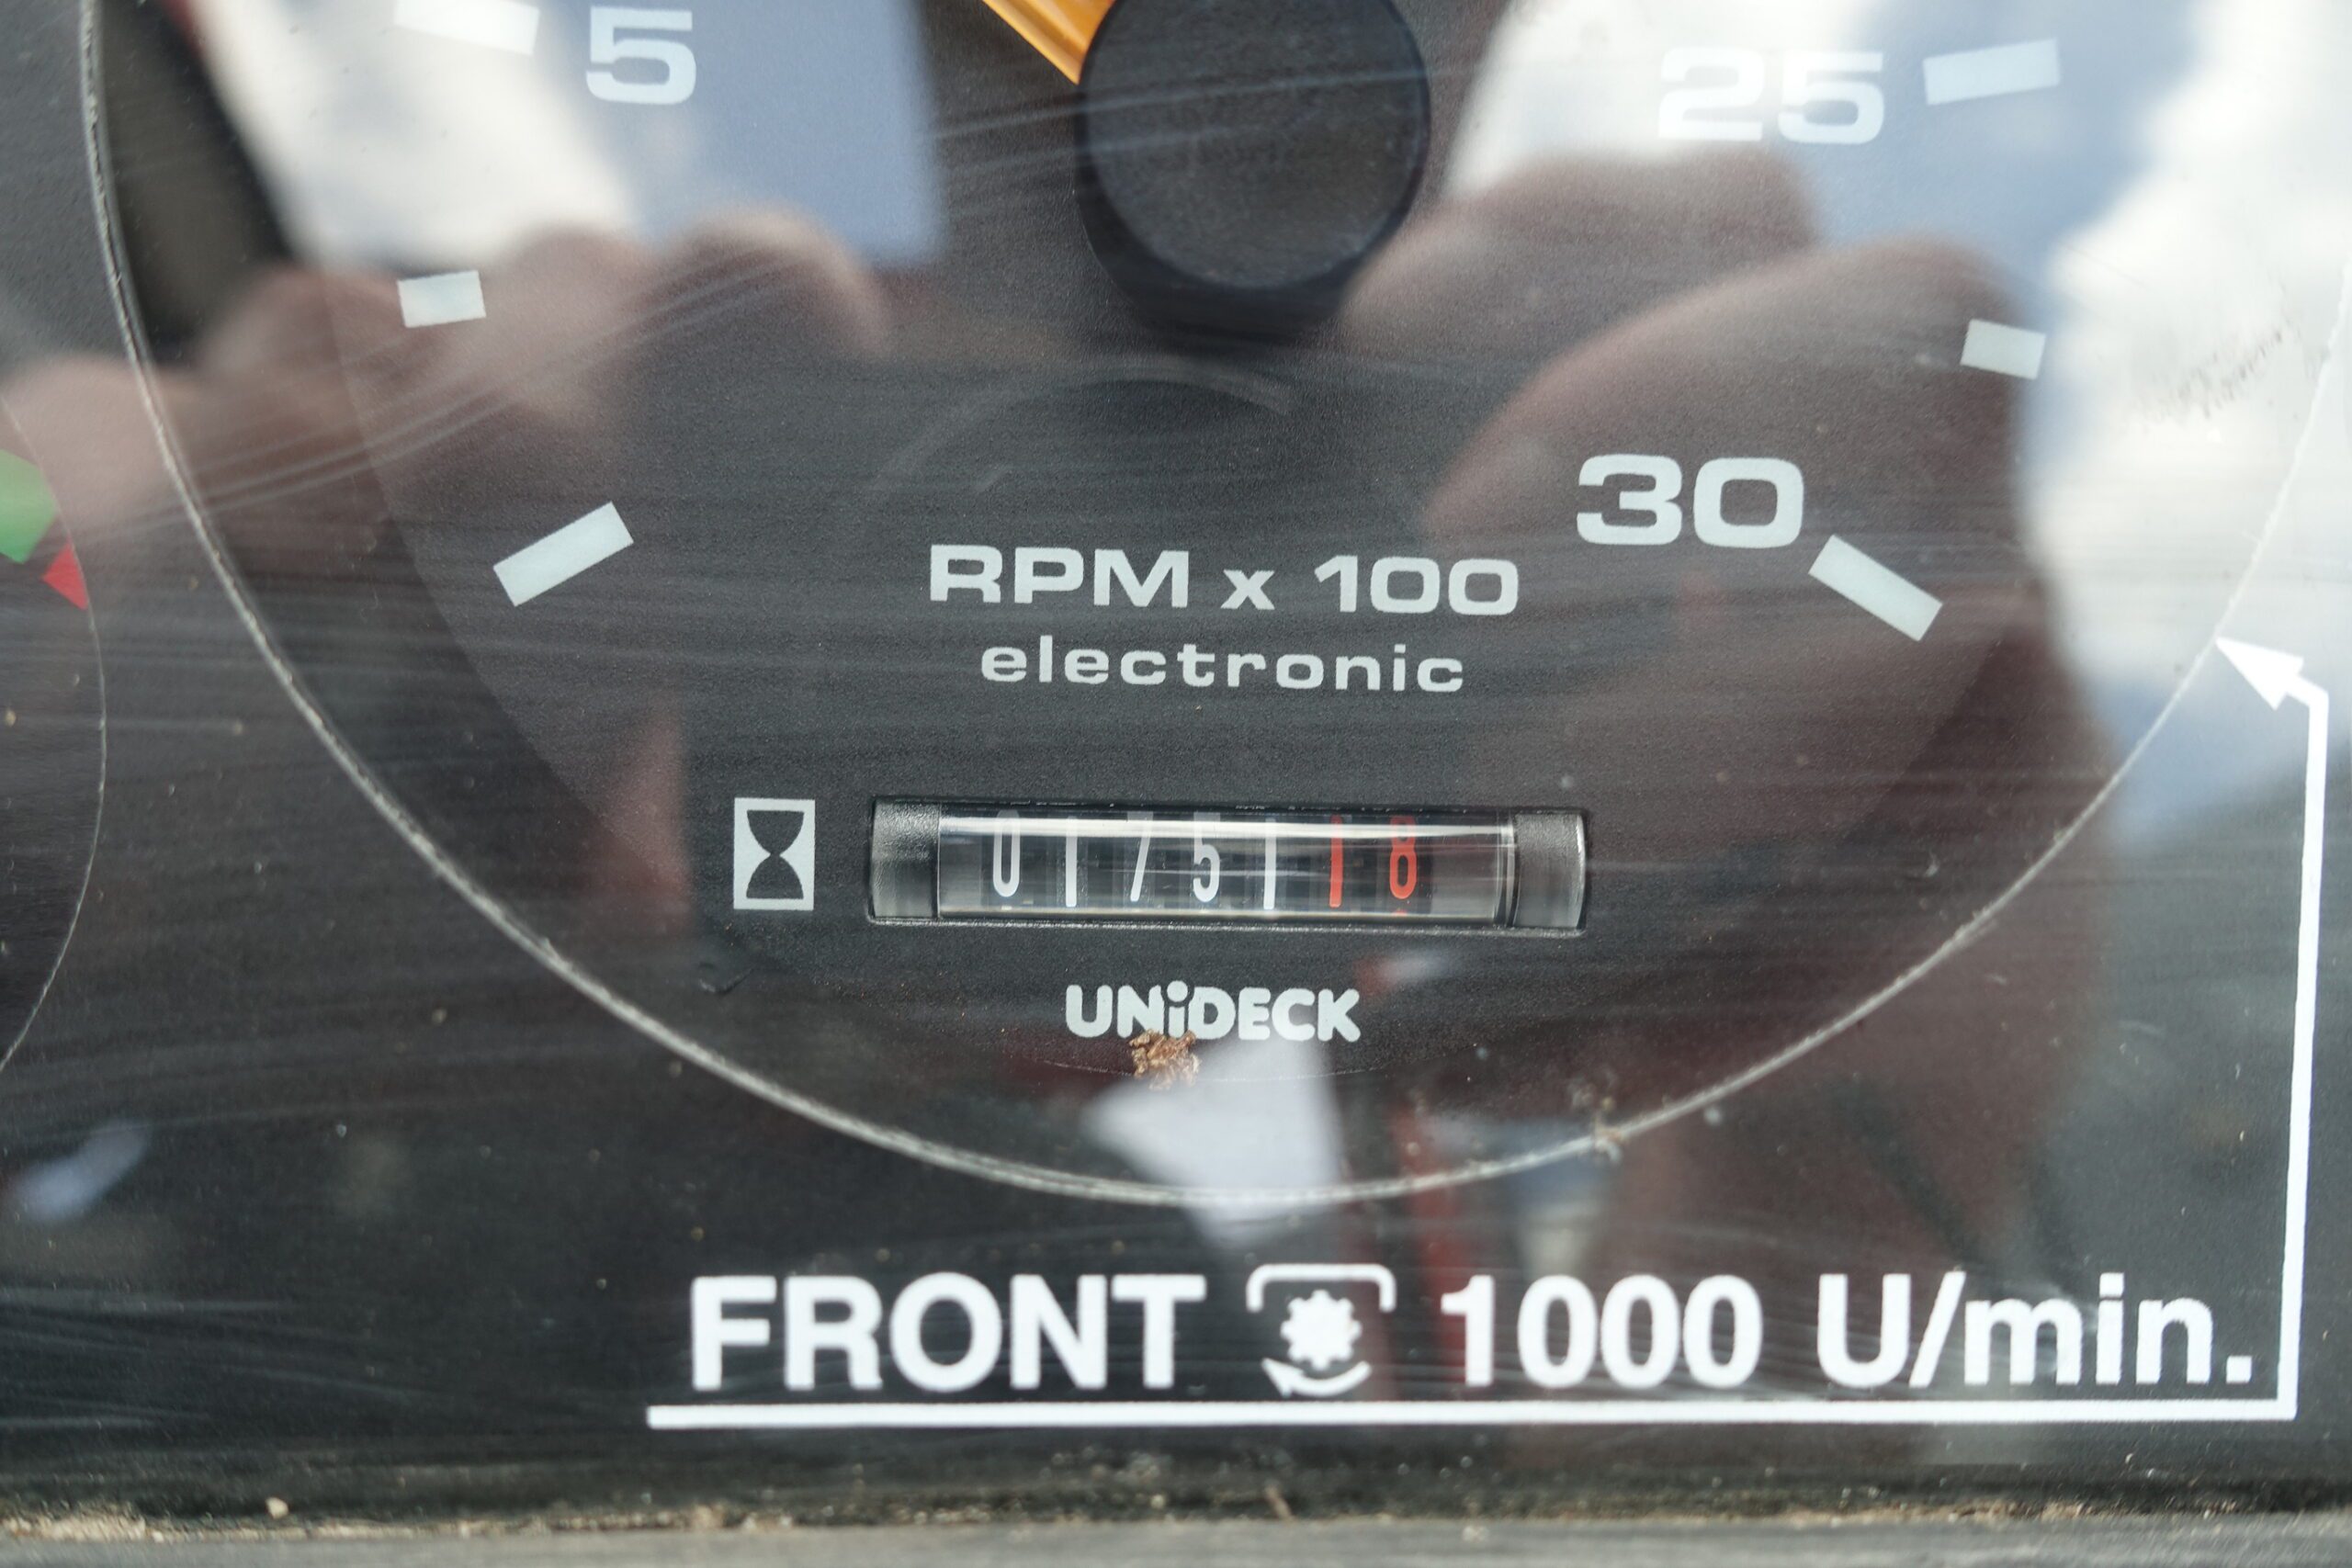 5
25
30
RPM x 100
electronic
0175118
UNiDECK
FRONT 1000 U/min.